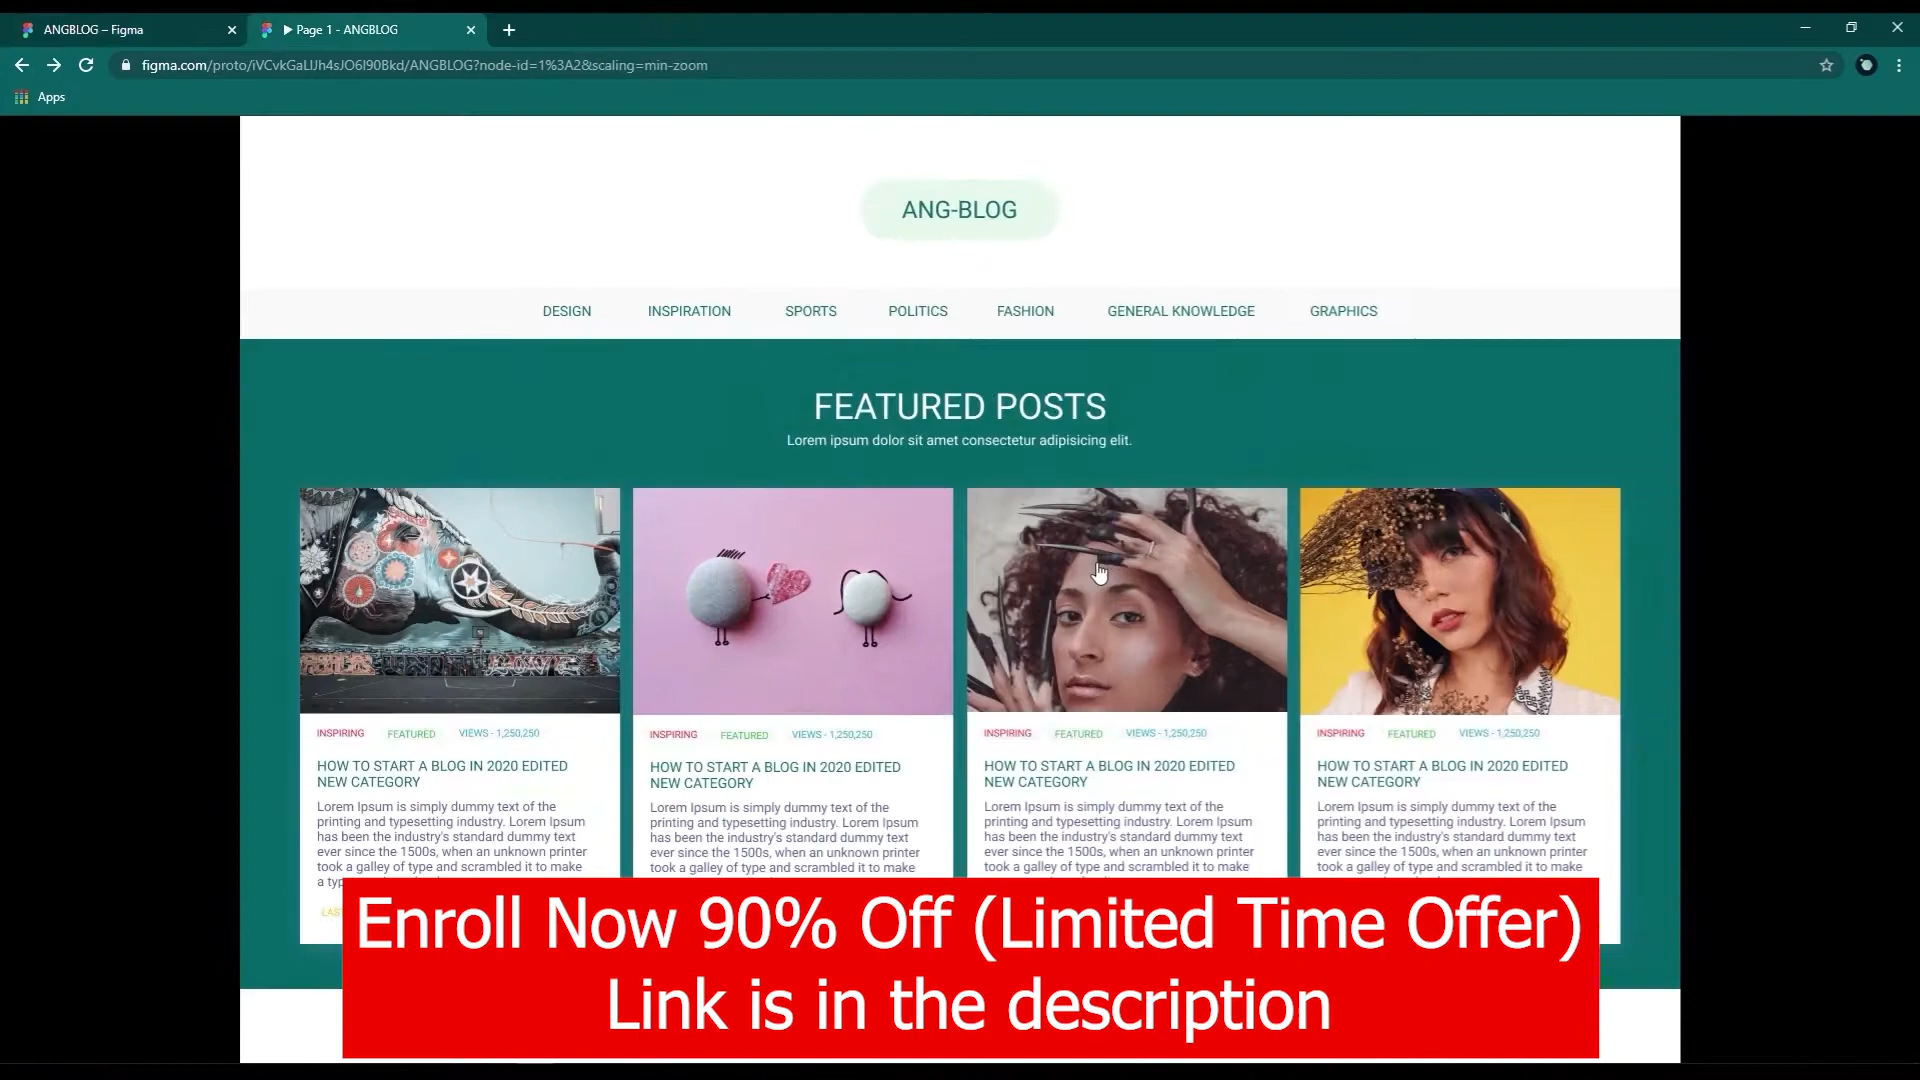 ANGBLOG – Figma
Page 1 - ANGBLOG
figma.com/proto/iVCvkGaLIJh4sJO6I90Bkd/ANGBLOG?node-id=1%3A2&scaling=min-zoom
Apps
ANG-BLOG
DESIGN INSPIRATION SPORTS POLITICS FASHION GENERAL KNOWLEDGE GRAPHICS
FEATURED POSTS
Lorem ipsum dolor sit amet consectetur adipisicing elit.
INSPIRING FEATURED VIEWS - 1,250,250
HOW TO START A BLOG IN 2020 EDITED
NEW CATEGORY
Lorem Ipsum is simply dummy text of the
printing and typesetting industry. Lorem Ipsum
has been the industry's standard dummy text
ever since the 1500s, when an unknown printer
took a galley of type and scrambled it to make
INSPIRING FEATURED VIEWS - 1,250,250
HOW TO START A BLOG IN 2020 EDITED
NEW CATEGORY
Lorem Ipsum is simply dummy text of the
printing and typesetting industry. Lorem Ipsum
has been the industry's standard dummy text
ever since the 1500s, when an unknown printer
took a galley of type and scrambled it to make
INSPIRING FEATURED VIEWS - 1,250,250
HOW TO START A BLOG IN 2020 EDITED
NEW CATEGORY
Lorem Ipsum is simply dummy text of the
printing and typesetting industry. Lorem Ipsum
has been the industry's standard dummy text
ever since the 1500s, when an unknown printer
took a galley of type and scrambled it to make
INSPIRING FEATURED VIEWS - 1,250,250
HOW TO START A BLOG IN 2020 EDITED
NEW CATEGORY
Lorem Ipsum is simply dummy text of the
printing and typesetting industry. Lorem Ipsum
has been the industry's standard dummy text
ever since the 1500s, when an unknown printer
took a galley of type and scrambled it to make
Enroll Now 90% Off (Limited Time Offer)
Link is in the description